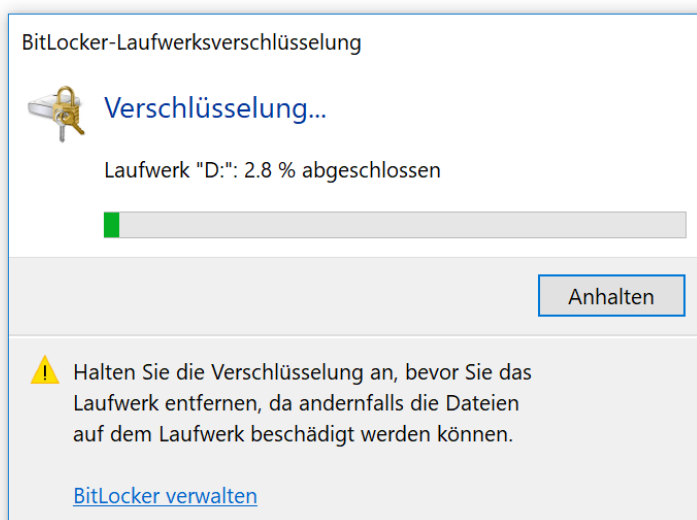 BitLocker-Laufwerksverschlüsselung
Verschlüsselung...
Laufwerk "D:": 2.8 % abgeschlossen
Anhalten
Halten Sie die Verschlüsselung an, bevor Sie das
Laufwerk entfernen, da andernfalls die Dateien
auf dem Laufwerk beschädigt werden können.
BitLocker verwalten